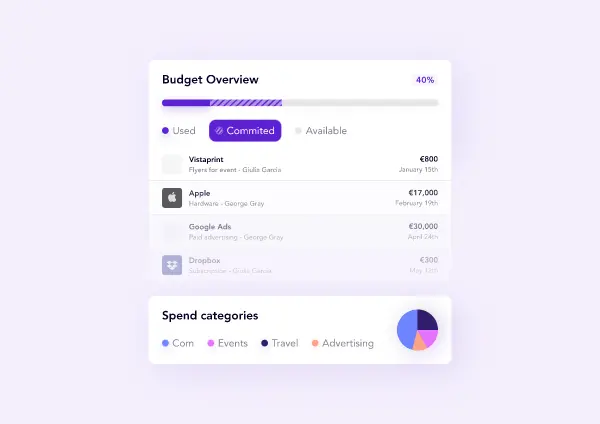 Budget Overview
40%
Used
Commited
Available
Vistaprint
€800
Flyers for event - Giulia Garcia
January 15th
Apple
€17,000
Hardware - George Gray
February 19th
Google Ads
€30,000
Paid advertising - George Gray
April 24th
Dropbox
€300
Subscription - Giulia Garcia
May 12th
Spend categories
Com
Events
Travel
Advertising